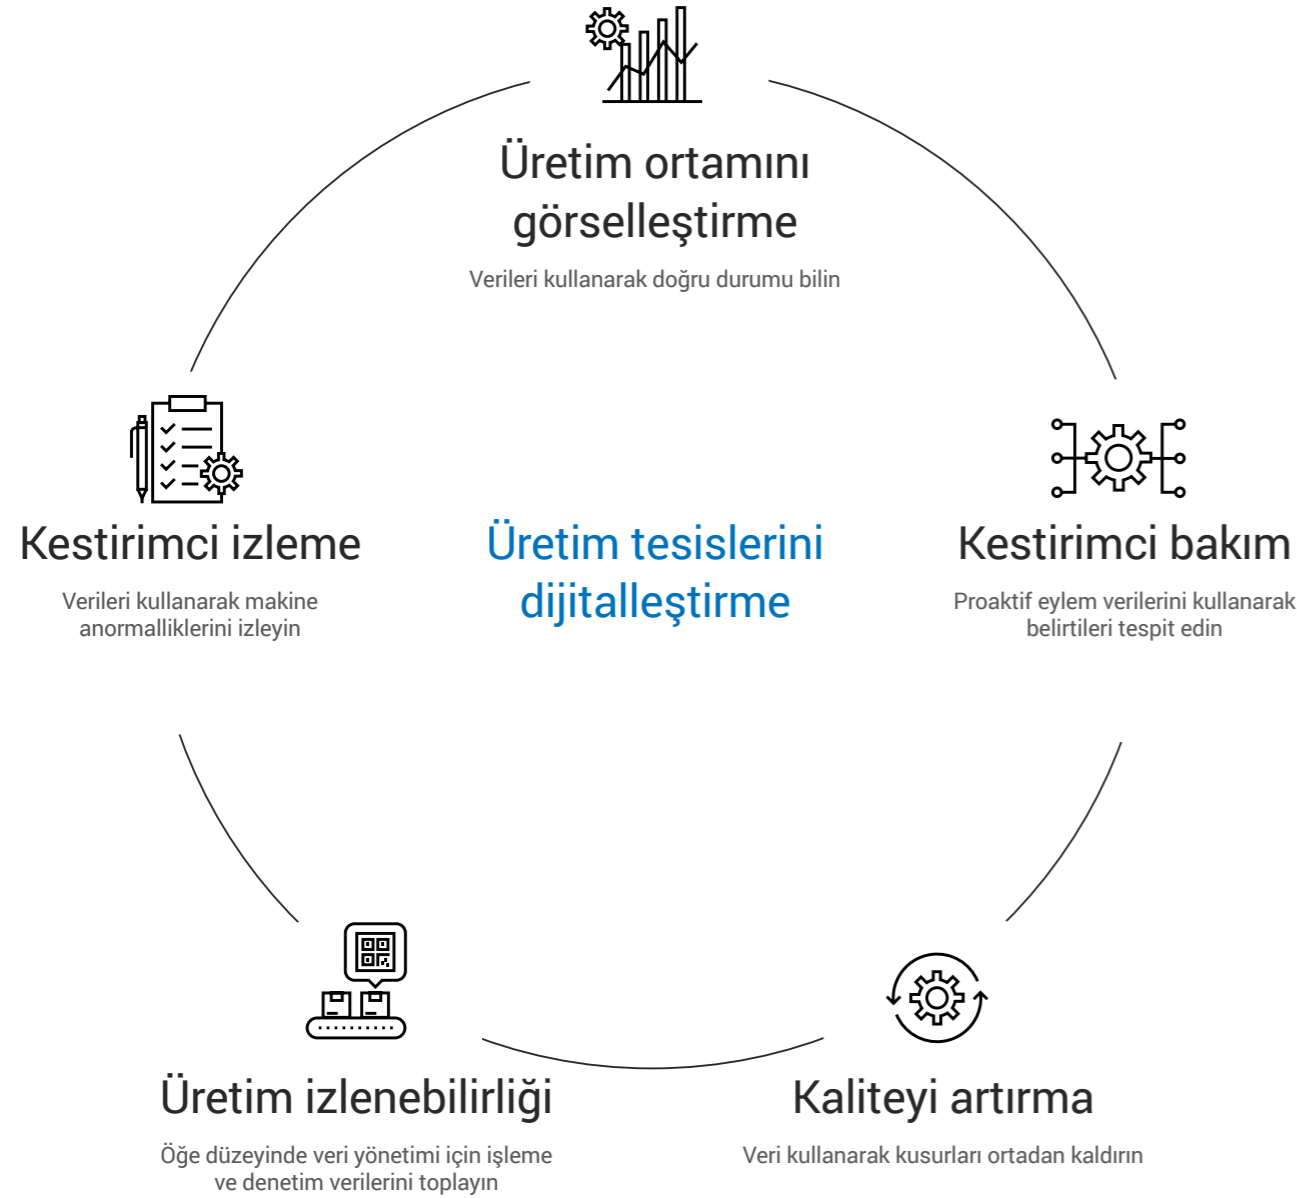 Üretim ortamını
görselleştirme
Verileri kullanarak doğru durumu bilin
Kestirimci izleme
Verileri kullanarak makine
anormalliklerini izleyin
Üretim tesislerini
dijitalleştirme
Kestirimci bakım
Proaktif eylem verilerini kullanarak
belirtileri tespit edin
Üretim izlenebilirliği
Öğe düzeyinde veri yönetimi için işleme
ve denetim verilerini toplayın
Kaliteyi artırma
Veri kullanarak kusurları ortadan kaldırın